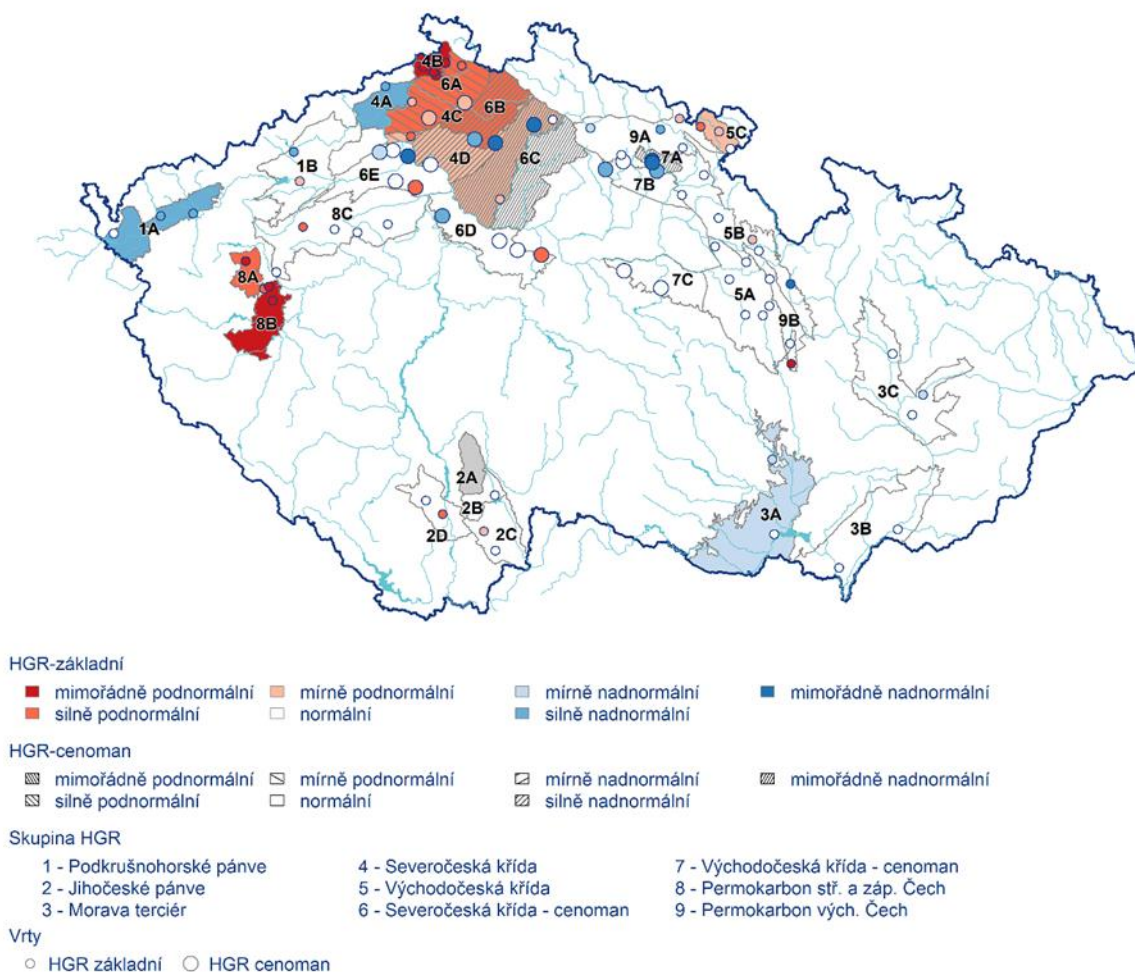 4B
6A
4A
6B
4C
5C
9A
1B
4D
6C
7A
6E
7B
1A
8C
6D
5B
8A
7C
5A
8B
9B
3C
2A
2B
3A
3B
2D
2C
HGR-základní
mimořádně podnormální mírně podnormální mírně nadnormální mimořádně nadnormální
silně podnormální normální silně nadnormální
HGR-cenoman
mimořádně podnormální mírně podnormální mírně nadnormální mimořádně nadnormální
silně podnormální normální silně nadnormální
Skupina HGR
1 - Podkrušnohorské pánve 4 - Severočeská křída 7 - Východočeská křída - cenoman
2 - Jihočeské pánve 5 - Východočeská křída 8 - Permokarbon stř. a záp. Čech
3 - Morava terciér 6 - Severočeská křída - cenoman 9 - Permokarbon vých. Čech
Vrty
HGR základní HGR cenoman